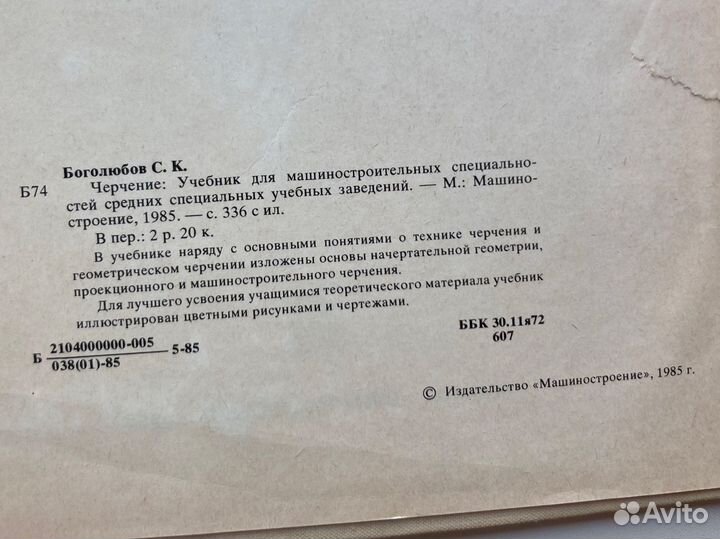 Боголюбов С. К.
Б74 Черчение: Учебник для машиностроительных специально-
стей средних специальных учебных заведений. — М.: Машино-
строение, 1985. — с. 336 с ил.
В пер.: 2 р. 20 к.
В учебнике наряду с основными понятиями о технике черчения и
геометрическом черчении изложены основы начертательной геометрии,
проекционного и машиностроительного черчения.
Для лучшего усвоения учащимися теоретического материала учебник
иллюстрирован цветными рисунками и чертежами.
Б 2104000000-005 5-85
038(01)-85
ББК 30.11я72
607
© Издательство «Машиностроение», 1985 г.
Avito